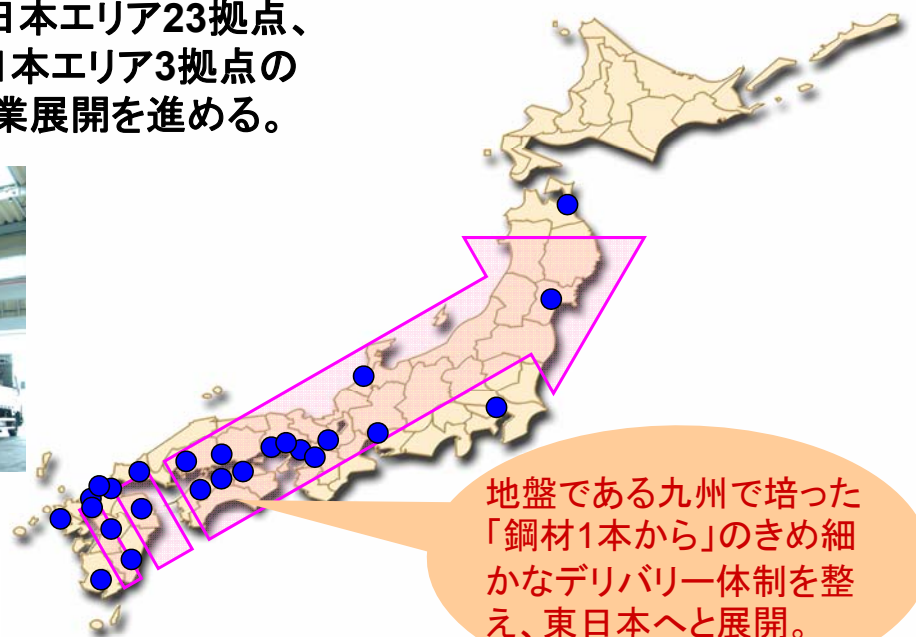 日本エリア23拠点、
日本エリア3拠点の
業展開を進める。
地盤である九州で培った
「鋼材1本から」のきめ細
かなデリバリー体制を整
え、東日本へと展開。